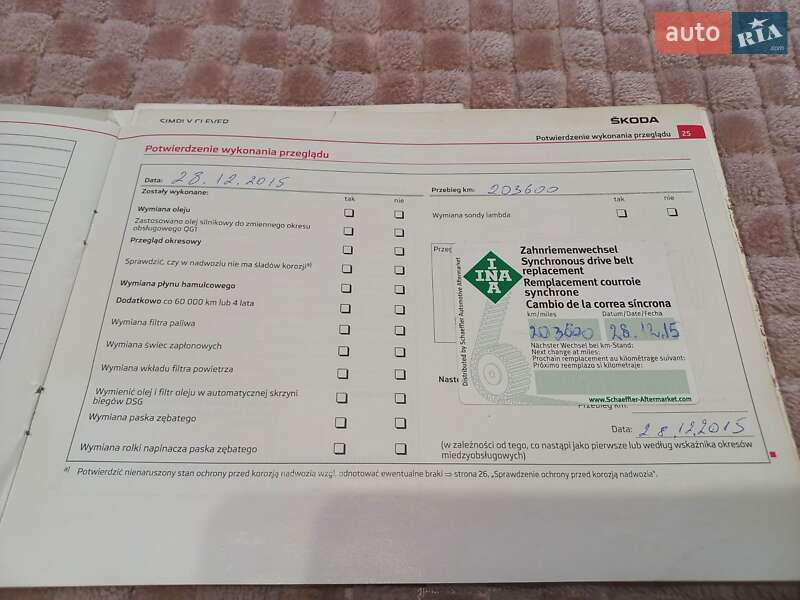 auto RIA.com
SIMPLY CLEVER
ŠKODA
Potwierdzenie wykonania przeglądu 25
Potwierdzenie wykonania przeglądu
Data: 28.12.2015
Przebieg km: 203600
Zostały wykonane: tak nie
tak nie
Wymiana oleju
Wymiana sondy lambda
Zastosowano olej silnikowy do zmiennego okresu
obsługowego QG1
Przegląd okresowy
Sprawdzić, czy w nadwoziu nie ma śladów korozji a)
Wymiana płynu hamulcowego
Dodatkowo co 60 000 km lub 4 lata
Wymiana filtra paliwa
Wymiana świec zapłonowych
Wymiana wkładu filtra powietrza
Wymienić olej i filtr oleju w automatycznej skrzyni
biegów DSG
Wymiana paska zębatego
Wymiana rolki napinacza paska zębatego
INA
INA
Distributed by Schaeffler Automotive Aftermarket
Zahnriemenwechsel
Synchronous drive belt
replacement
Remplacement courroie
synchrone
Cambio de la correa síncrona
km/miles Datum/Date/Fecha
203600 28.12.15
Nächster Wechsel bei km-Stand:
Next change at miles:
Prochain remplacement au kilométrage suivant:
Próximo reemplazo si kilometraje:
www.Schaeffler-Aftermarket.com
Przebieg km:
Data: 28.12.2015
(w zależności od tego, co nastąpi jako pierwsze lub według wskaźnika okresów
międzyobsługowych)
a) Potwierdzić nienaruszony stan ochrony przed korozją nadwozia wzgl. odnotować ewentualne braki ⇒ strona 26, „Sprawdzenie ochrony przed korozją nadwozia”.